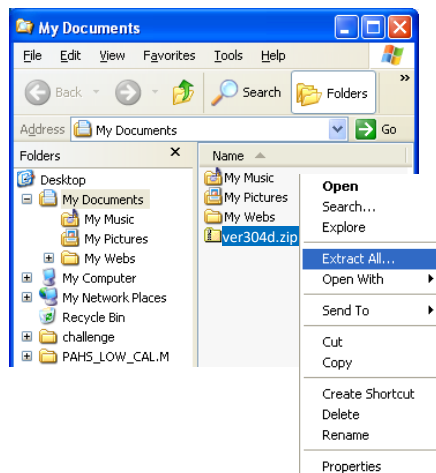 My Documents
File Edit View Favorites Tools Help
Back Search Folders »
Address My Documents Go
Folders × Name
Desktop
My Documents
My Music
My Pictures
My Webs
My Computer
My Network Places
Recycle Bin
challenge
PAHS_LOW_CAL.M
My Music
My Pictures
My Webs
ver304d.zip
Open
Search...
Explore
Extract All...
Open With
Send To
Cut
Copy
Create Shortcut
Delete
Rename
Properties